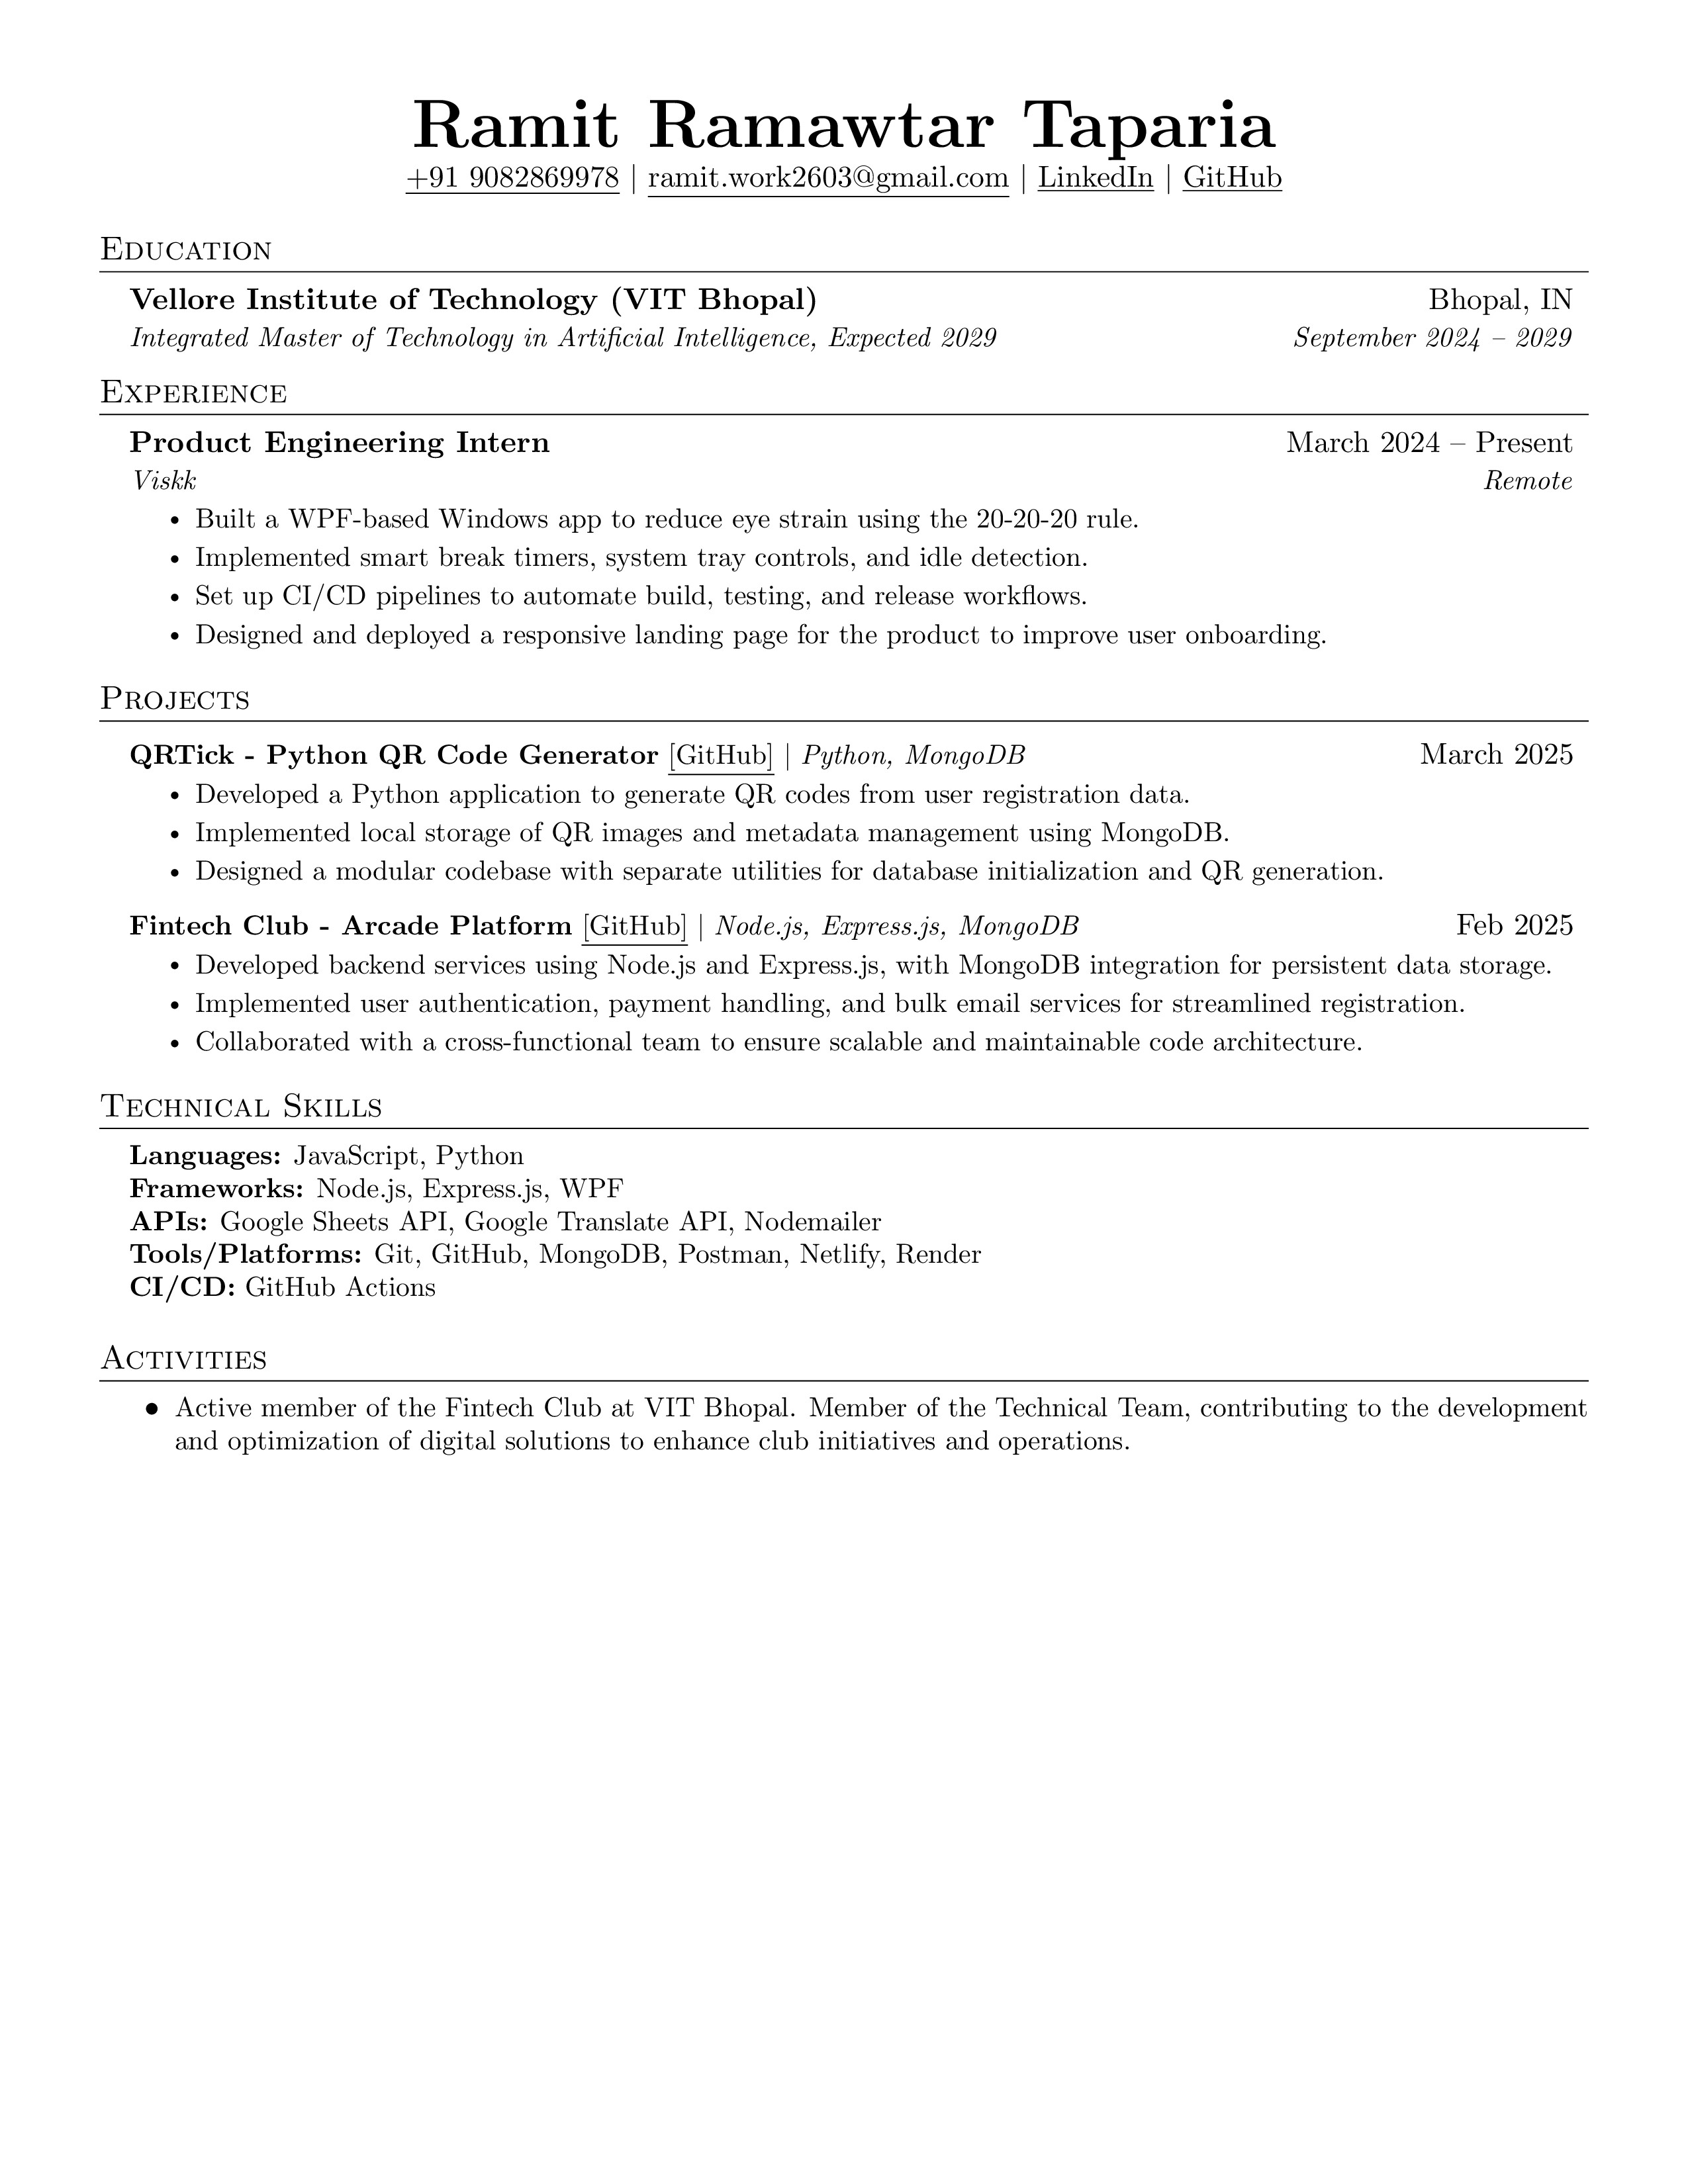 Ramit Ramawtar Taparia
+91 9082869978 | ramit.work2603@gmail.com | LinkedIn | GitHub
Education
Vellore Institute of Technology (VIT Bhopal) Bhopal, IN
Integrated Master of Technology in Artificial Intelligence, Expected 2029 September 2024 – 2029
Experience
Product Engineering Intern March 2024 – Present
Viskk Remote
• Built a WPF-based Windows app to reduce eye strain using the 20-20-20 rule.
• Implemented smart break timers, system tray controls, and idle detection.
• Set up CI/CD pipelines to automate build, testing, and release workflows.
• Designed and deployed a responsive landing page for the product to improve user onboarding.
Projects
QRTick - Python QR Code Generator [GitHub] | Python, MongoDB March 2025
• Developed a Python application to generate QR codes from user registration data.
• Implemented local storage of QR images and metadata management using MongoDB.
• Designed a modular codebase with separate utilities for database initialization and QR generation.
Fintech Club - Arcade Platform [GitHub] | Node.js, Express.js, MongoDB Feb 2025
• Developed backend services using Node.js and Express.js, with MongoDB integration for persistent data storage.
• Implemented user authentication, payment handling, and bulk email services for streamlined registration.
• Collaborated with a cross-functional team to ensure scalable and maintainable code architecture.
Technical Skills
Languages: JavaScript, Python
Frameworks: Node.js, Express.js, WPF
APIs: Google Sheets API, Google Translate API, Nodemailer
Tools/Platforms: Git, GitHub, MongoDB, Postman, Netlify, Render
CI/CD: GitHub Actions
Activities
• Active member of the Fintech Club at VIT Bhopal. Member of the Technical Team, contributing to the development
and optimization of digital solutions to enhance club initiatives and operations.